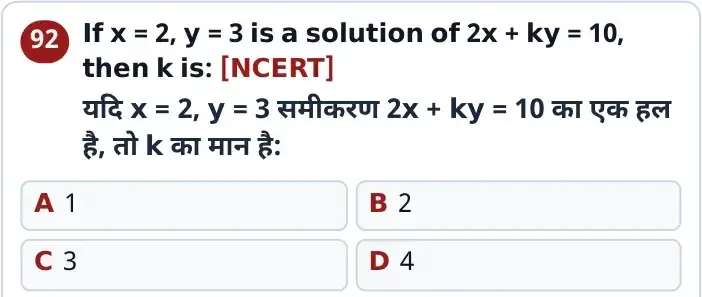 92 If x = 2, y = 3 is a solution of 2x + ky = 10,
then k is: [NCERT]
यदि x = 2, y = 3 समीकरण 2x + ky = 10 का एक हल
है, तो k का मान है:
A 1
B 2
C 3
D 4